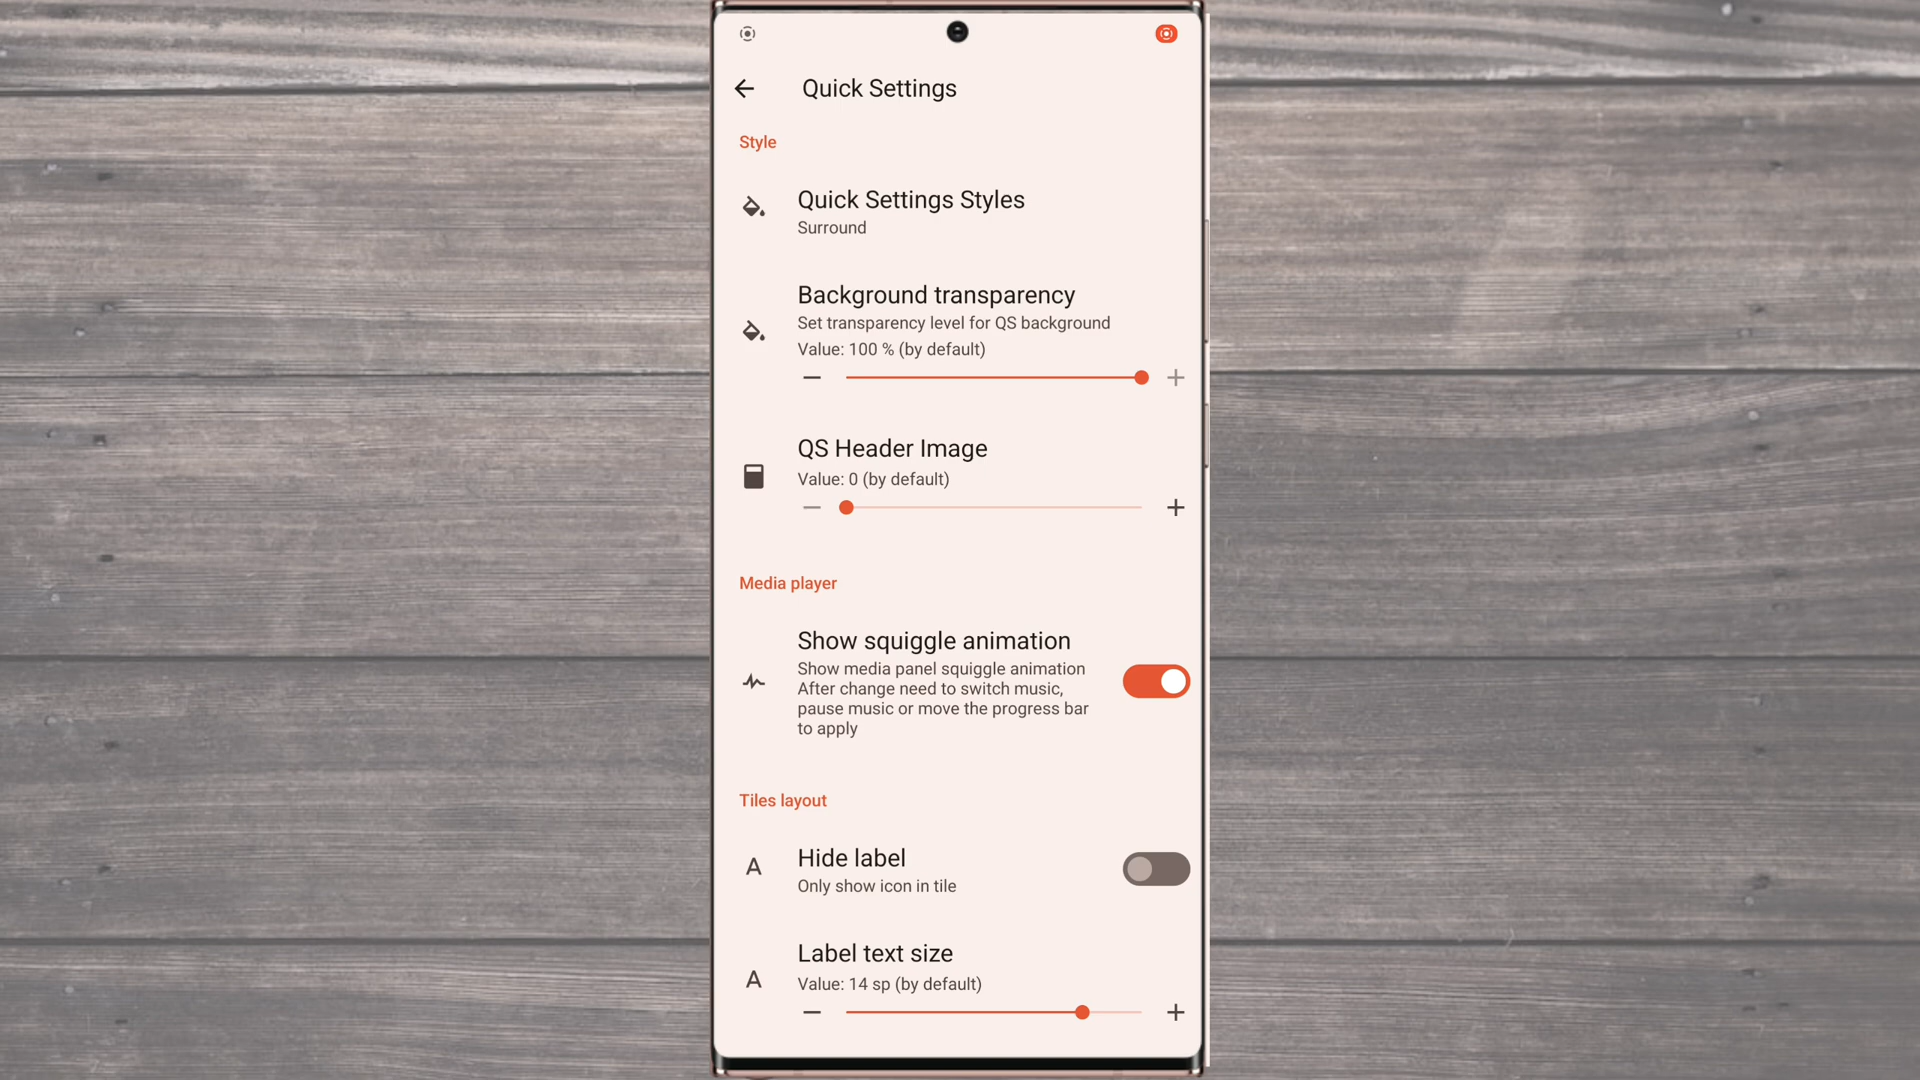 Quick Settings
Style
Quick Settings Styles
Surround
Background transparency
Set transparency level for QS background
Value: 100 % (by default)
QS Header Image
Value: 0 (by default)
Media player
Show squiggle animation
Show media panel squiggle animation
After change need to switch music,
pause music or move the progress bar
to apply
Tiles layout
Hide label
Only show icon in tile
Label text size
Value: 14 sp (by default)